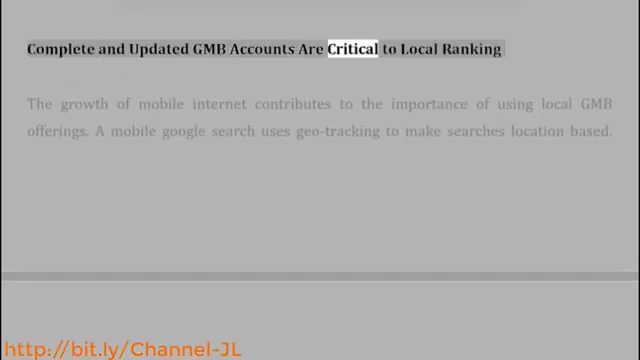 Complete and Updated GMB Accounts Are Critical to Local Ranking
The growth of mobile internet contributes to the importance of using local GMB
offerings. A mobile google search uses geo-tracking to make searches location based.
http://bit.ly/Channel-JL